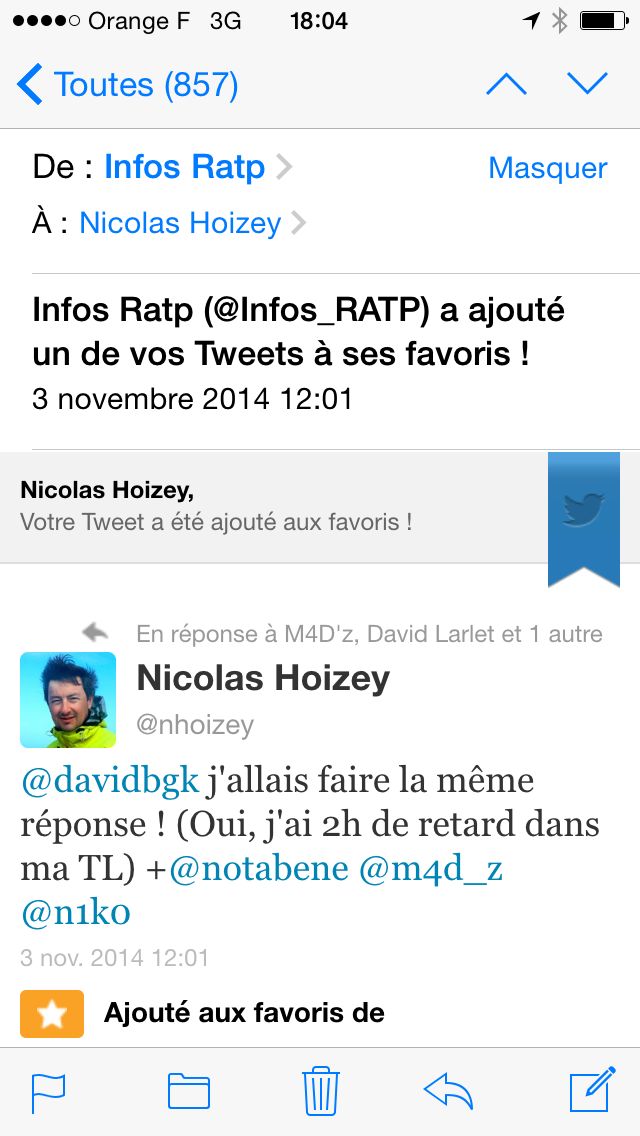 Orange F 3G 18:04
Toutes (857)
De : Infos Ratp Masquer
À : Nicolas Hoizey
Infos Ratp (@Infos_RATP) a ajouté
un de vos Tweets à ses favoris !
3 novembre 2014 12:01
Nicolas Hoizey,
Votre Tweet a été ajouté aux favoris !
En réponse à M4D'z, David Larlet et 1 autre
Nicolas Hoizey
@nhoizey
@davidbgk j'allais faire la même
réponse ! (Oui, j'ai 2h de retard dans
ma TL) +@notabene @m4d_z
@n1k0
3 nov. 2014 12:01
Ajouté aux favoris de